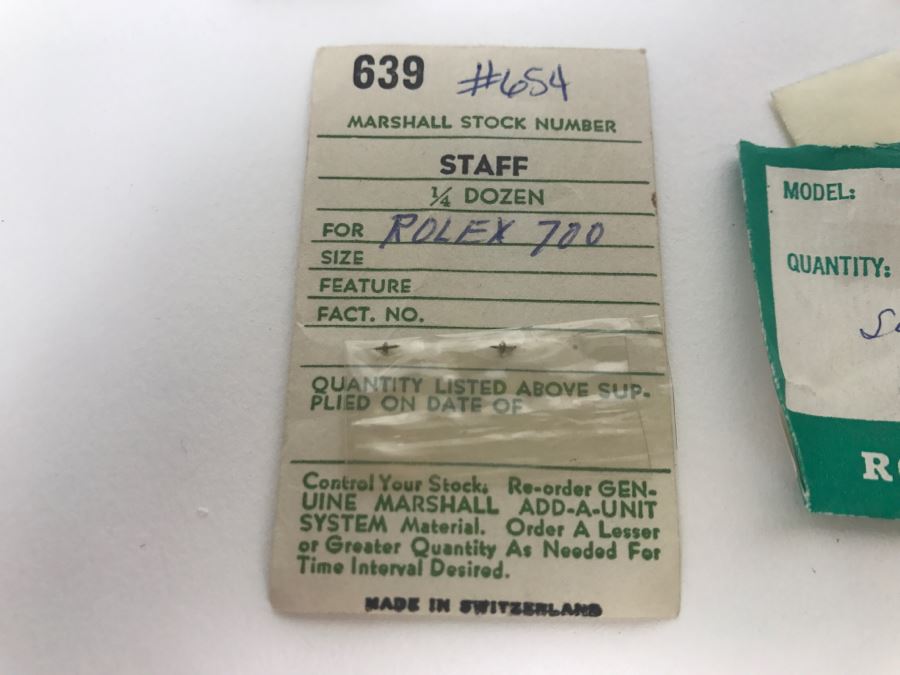 639 #654
MARSHALL STOCK NUMBER
STAFF
1/4 DOZEN
FOR ROLEX 700
SIZE
FEATURE
FACT. NO.
QUANTITY LISTED ABOVE SUP-
PLIED ON DATE OF
Control Your Stock. Re-order GEN-
UINE MARSHALL ADD-A-UNIT
SYSTEM Material. Order A Lesser
or Greater Quantity As Needed For
Time Interval Desired.
MADE IN SWITZERLAND
MODEL:
QUANTITY: